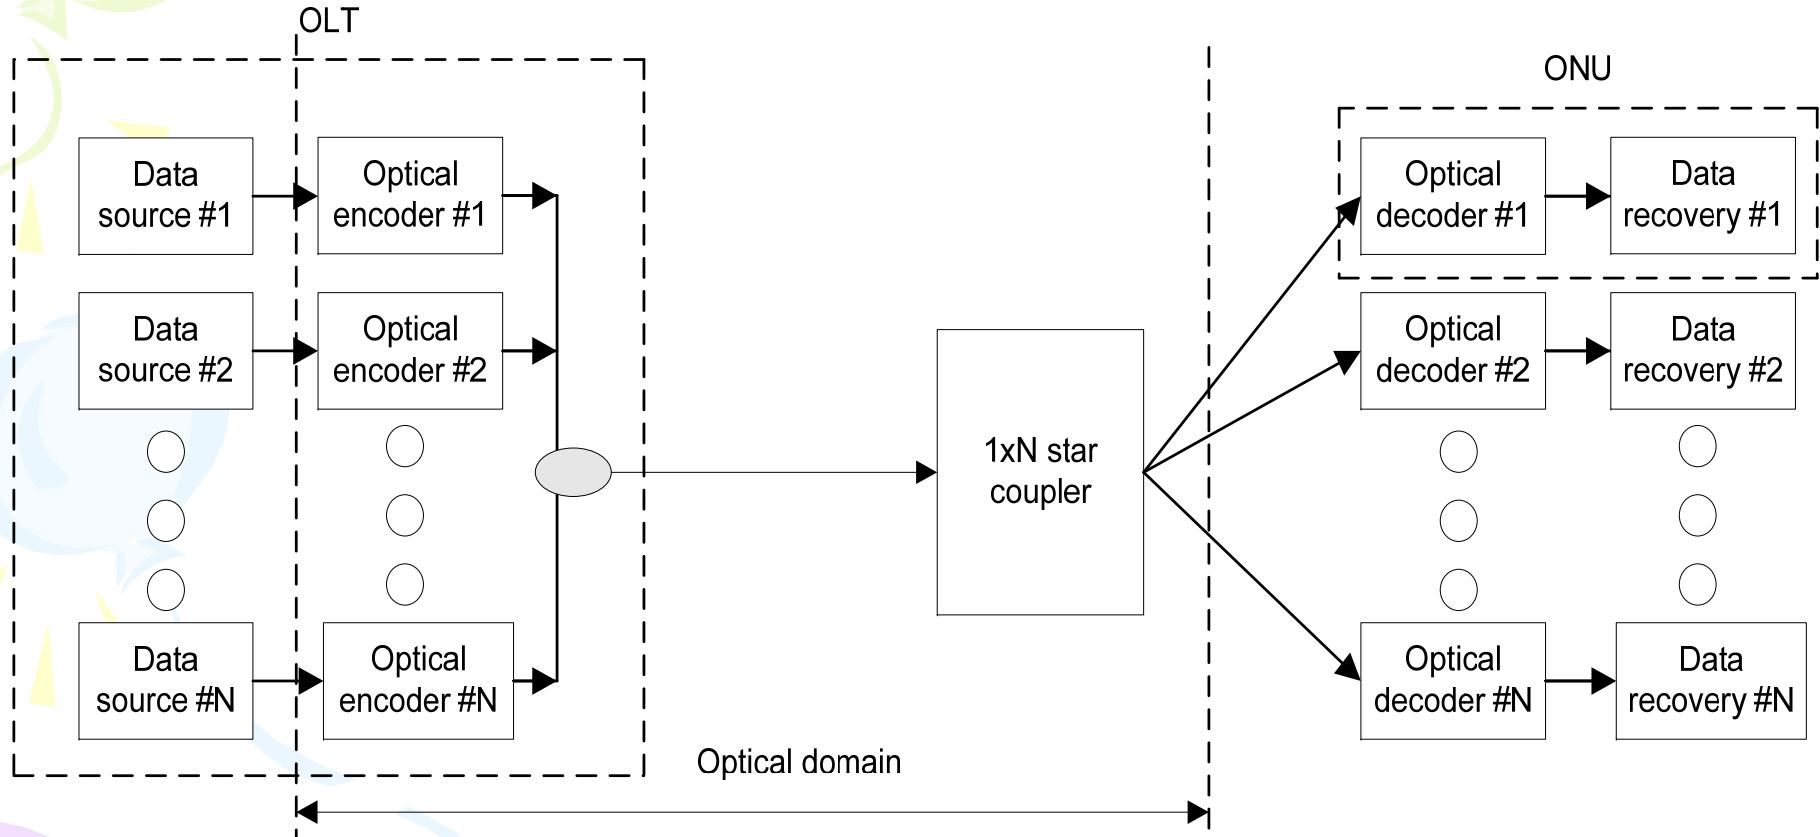 OLT
ONU
Data
source #1
Optical
encoder #1
Optical
decoder #1
Data
recovery #1
Data
source #2
Optical
encoder #2
Optical
decoder #2
Data
recovery #2
1xN star
coupler
Data
source #N
Optical
encoder #N
Optical
decoder #N
Data
recovery #N
Optical domain